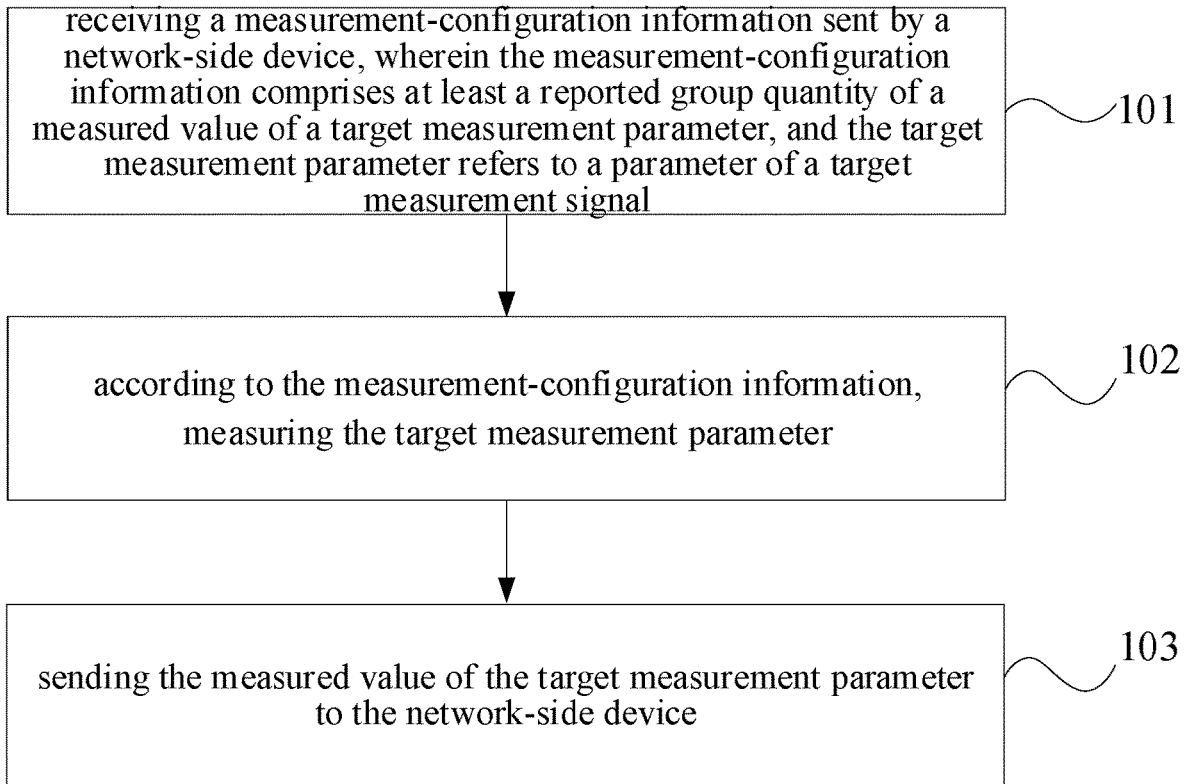 receiving a measurement-configuration information sent by a
network-side device, wherein the measurement-configuration
information comprises at least a reported group quantity of a
measured value of a target measurement parameter, and the target
measurement parameter refers to a parameter of a target
measurement signal
101
according to the measurement-configuration information,
measuring the target measurement parameter
102
sending the measured value of the target measurement parameter
to the network-side device
103